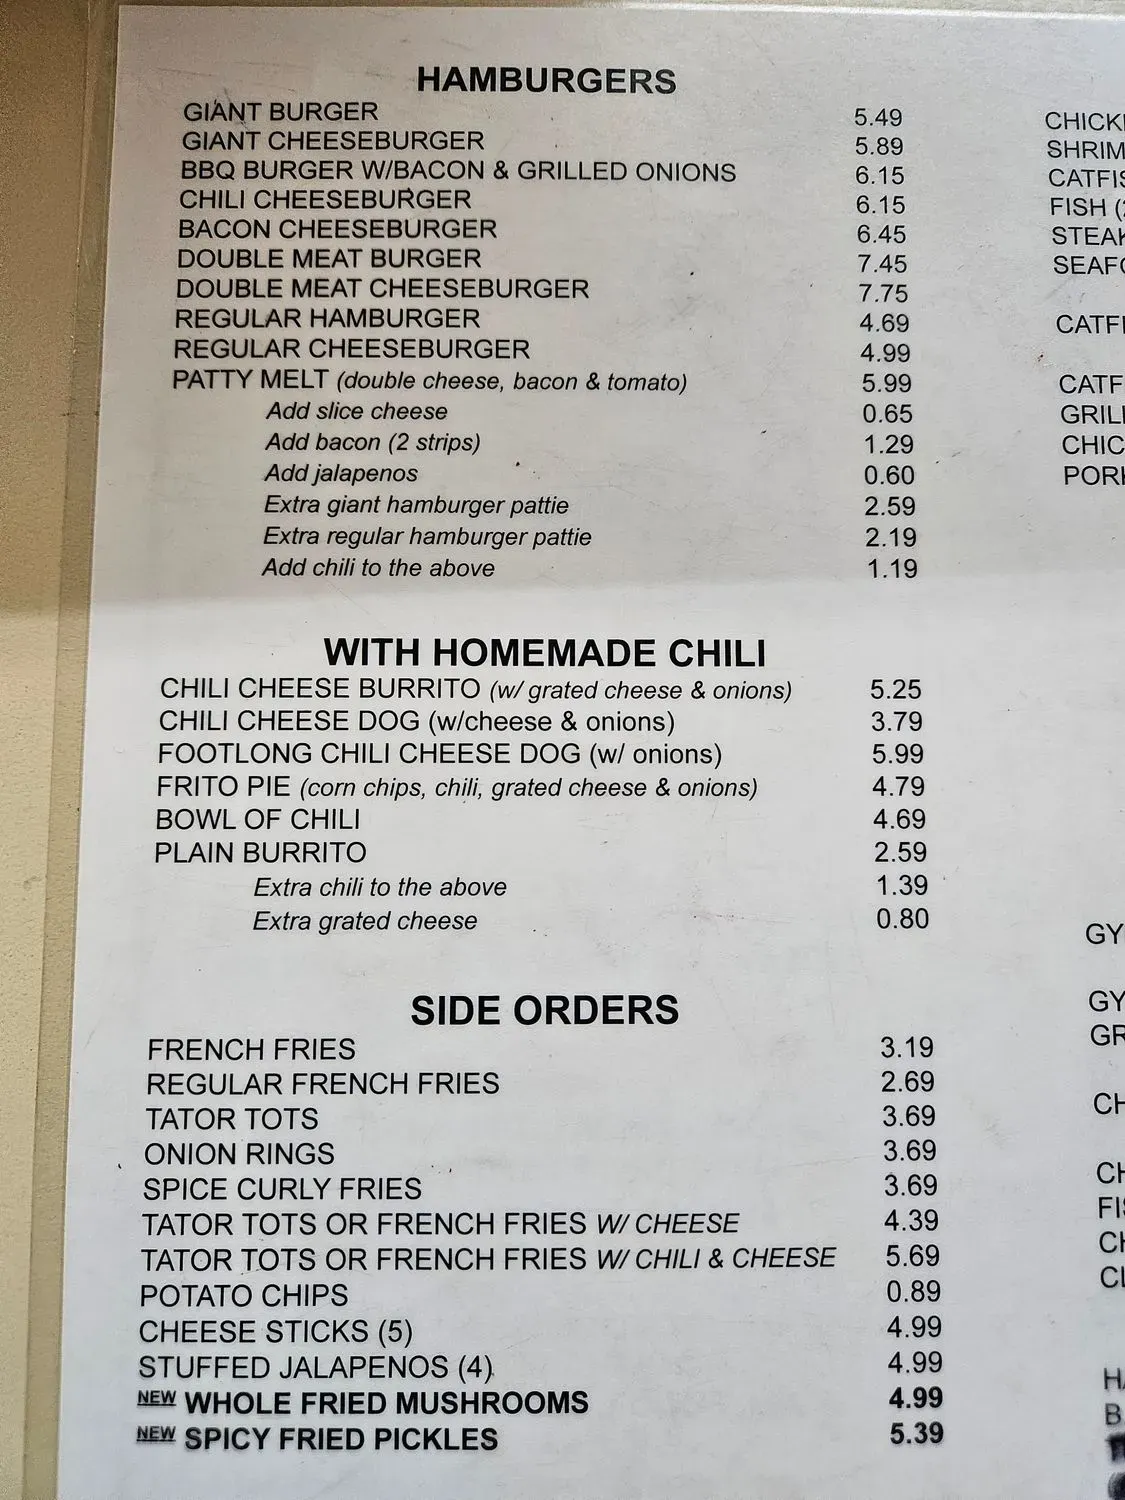 HAMBURGERS
GIANT BURGER 5.49
GIANT CHEESEBURGER 5.89
BBQ BURGER W/BACON & GRILLED ONIONS 6.15
CHILI CHEESEBURGER 6.15
BACON CHEESEBURGER 6.45
DOUBLE MEAT BURGER 7.45
DOUBLE MEAT CHEESEBURGER 7.75
REGULAR HAMBURGER 4.69
REGULAR CHEESEBURGER 4.99
PATTY MELT (double cheese, bacon & tomato) 5.99
Add slice cheese 0.65
Add bacon (2 strips) 1.29
Add jalapenos 0.60
Extra giant hamburger pattie 2.59
Extra regular hamburger pattie 2.19
Add chili to the above 1.19
WITH HOMEMADE CHILI
CHILI CHEESE BURRITO (w/ grated cheese & onions) 5.25
CHILI CHEESE DOG (w/cheese & onions) 3.79
FOOTLONG CHILI CHEESE DOG (w/ onions) 5.99
FRITO PIE (corn chips, chili, grated cheese & onions) 4.79
BOWL OF CHILI 4.69
PLAIN BURRITO 2.59
Extra chili to the above 1.39
Extra grated cheese 0.80
SIDE ORDERS
FRENCH FRIES 3.19
REGULAR FRENCH FRIES 2.69
TATOR TOTS 3.69
ONION RINGS 3.69
SPICE CURLY FRIES 3.69
TATOR TOTS OR FRENCH FRIES W/ CHEESE 4.39
TATOR TOTS OR FRENCH FRIES W/ CHILI & CHEESE 5.69
POTATO CHIPS 0.89
CHEESE STICKS (5) 4.99
STUFFED JALAPENOS (4) 4.99
NEW WHOLE FRIED MUSHROOMS 4.99
NEW SPICY FRIED PICKLES 5.39